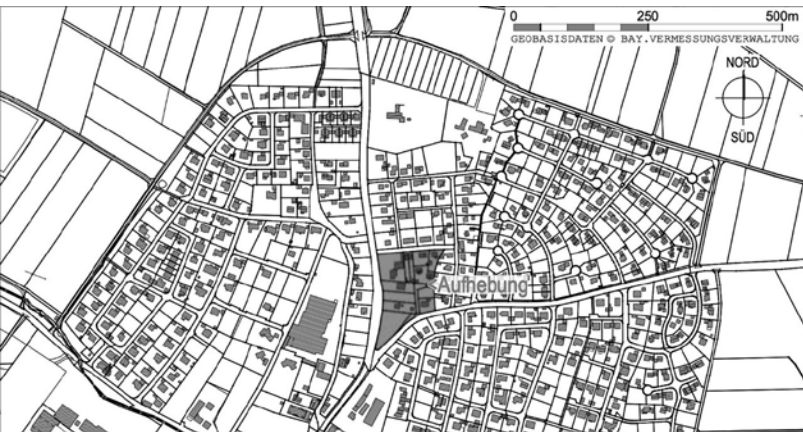 0 250 500m
GEOBASISDATEN © BAY.VERMESSUNGSVERWALTUNG
NORD
SÜD
Aufhebung